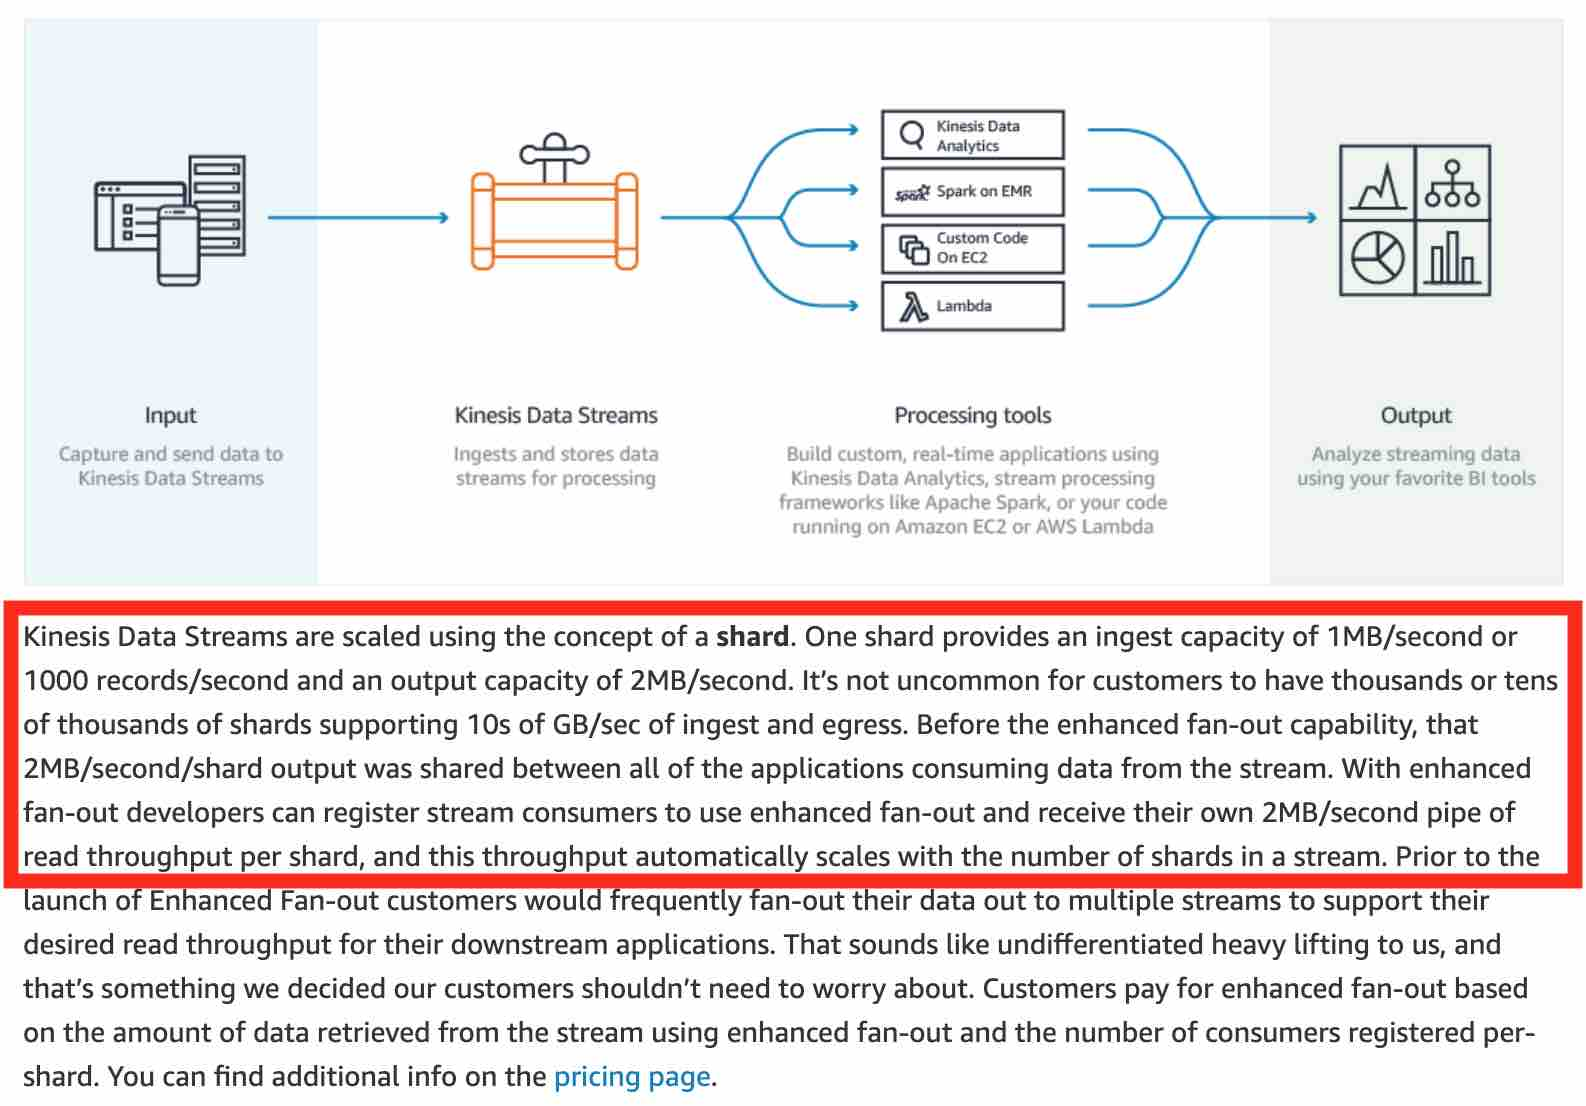 Kinesis Data
Analytics
Spark
Spark on EMR
Custom Code
On EC2
Lambda
Input
Capture and send data to
Kinesis Data Streams
Kinesis Data Streams
Ingests and stores data
streams for processing
Processing tools
Build custom, real-time applications using
Kinesis Data Analytics, stream processing
frameworks like Apache Spark, or your code
running on Amazon EC2 or AWS Lambda
Output
Analyze streaming data
using your favorite BI tools
Kinesis Data Streams are scaled using the concept of a shard. One shard provides an ingest capacity of 1MB/second or
1000 records/second and an output capacity of 2MB/second. It’s not uncommon for customers to have thousands or tens
of thousands of shards supporting 10s of GB/sec of ingest and egress. Before the enhanced fan-out capability, that
2MB/second/shard output was shared between all of the applications consuming data from the stream. With enhanced
fan-out developers can register stream consumers to use enhanced fan-out and receive their own 2MB/second pipe of
read throughput per shard, and this throughput automatically scales with the number of shards in a stream. Prior to the
launch of Enhanced Fan-out customers would frequently fan-out their data out to multiple streams to support their
desired read throughput for their downstream applications. That sounds like undifferentiated heavy lifting to us, and
that’s something we decided our customers shouldn’t need to worry about. Customers pay for enhanced fan-out based
on the amount of data retrieved from the stream using enhanced fan-out and the number of consumers registered per-
shard. You can find additional info on the pricing page.